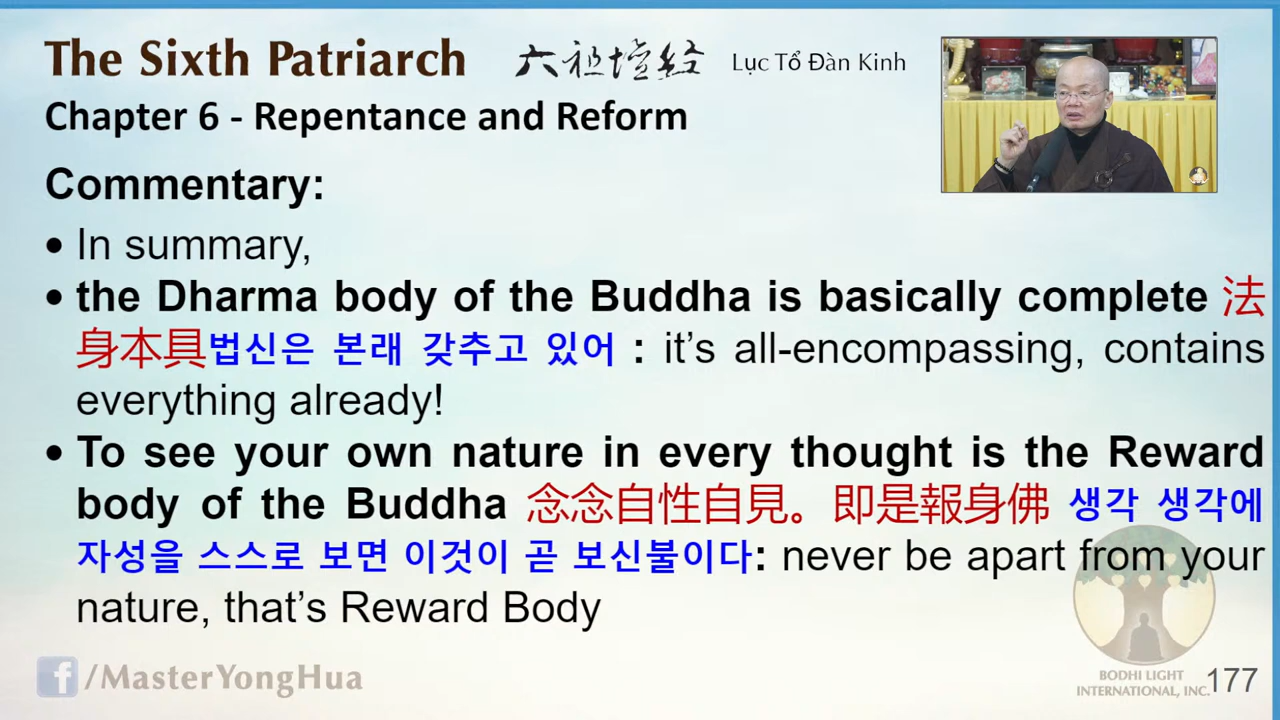 The Sixth Patriarch 六祖壇经 Lục Tổ Đàn Kinh
Chapter 6 - Repentance and Reform
Commentary:
• In summary,
• the Dharma body of the Buddha is basically complete 法
身本具법신은 본래 갖추고 있어 : it’s all-encompassing, contains
everything already!
• To see your own nature in every thought is the Reward
body of the Buddha 念念自性自見。即是報身佛 생각 생각에
자성을 스스로 보면 이것이 곧 보신불이다: never be apart from your
nature, that’s Reward Body
f /MasterYongHua
BODHI LIGHT
INTERNATIONAL, INC.
177